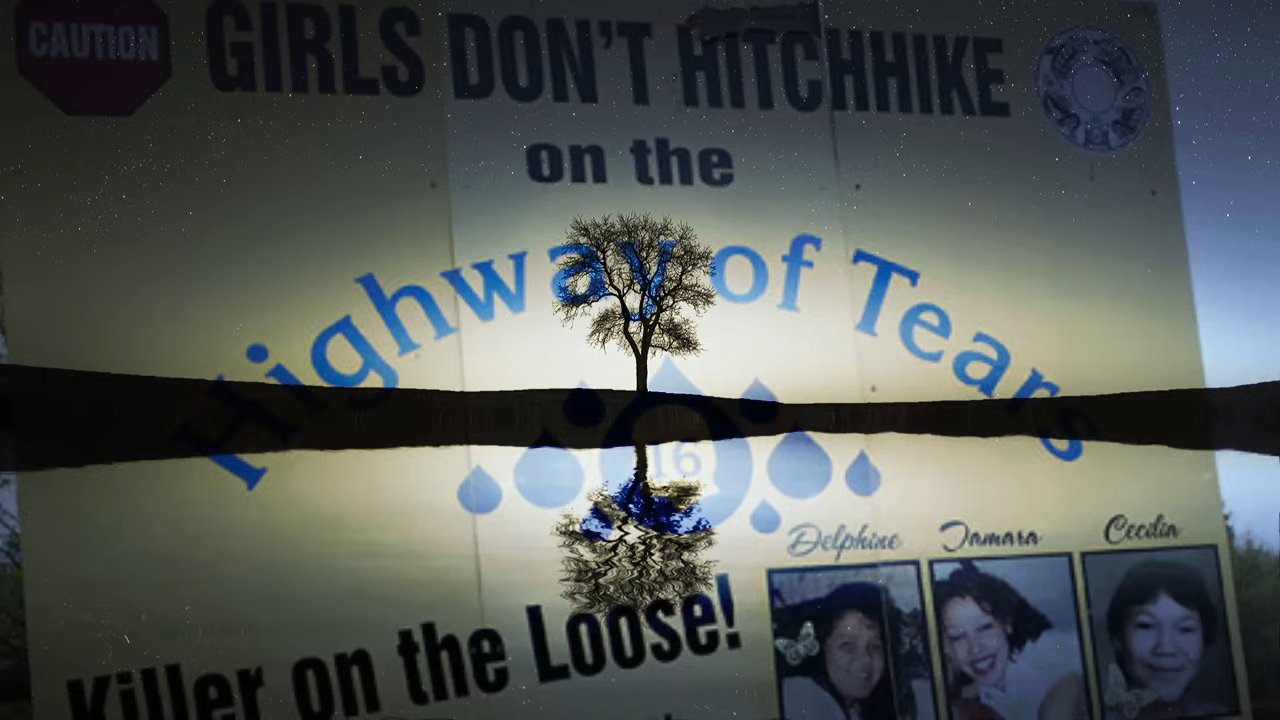 CAUTION
GIRLS DON'T HITCHHIKE
on the
Highway of Tears
16
Delphine Tamara Cecilia
Killer on the Loose!